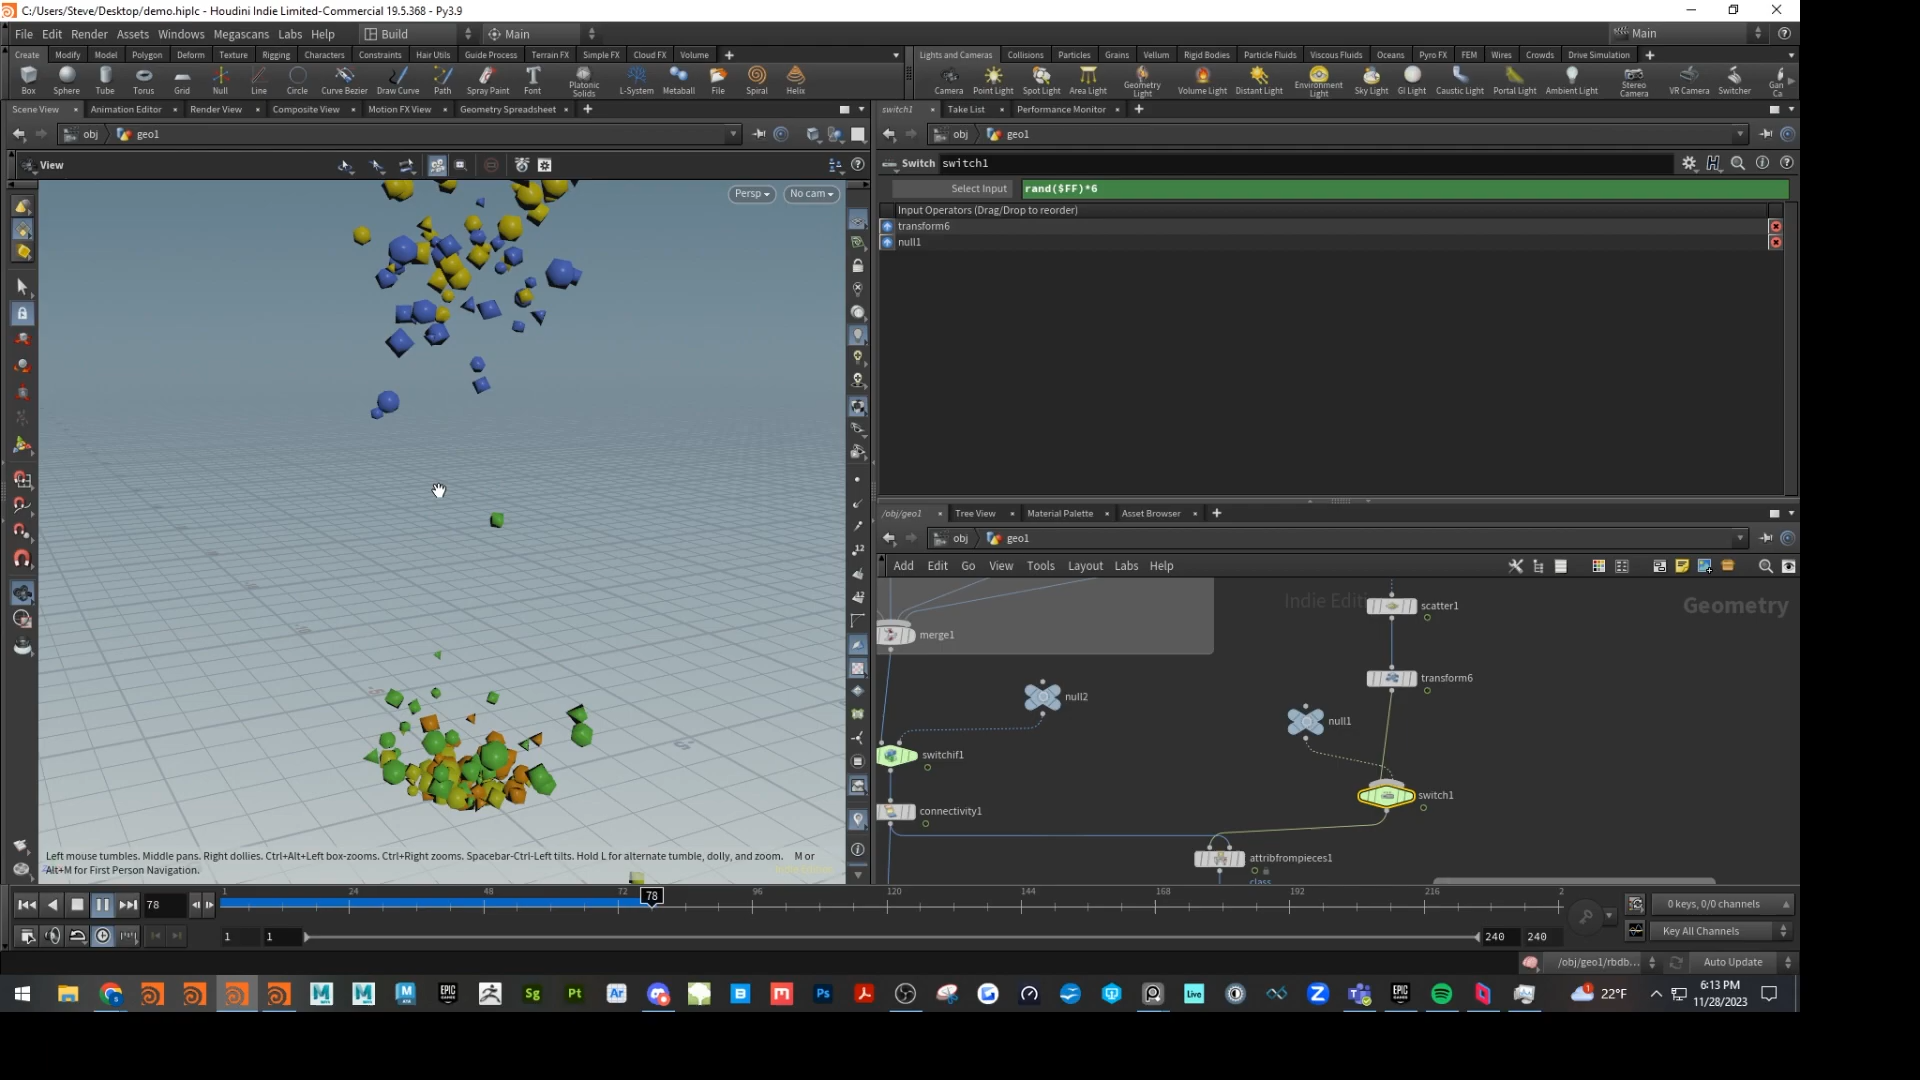 C:/Users/Steve/Desktop/demo.hiplc - Houdini Indie Limited-Commercial 19.5.368 - Py3.9
File Edit Render Assets Windows Megascans Labs Help Build Main Main
Create Modify Model Polygon Deform Texture Rigging Characters Constraints Hair Utils Guide Process Terrain FX Simple FX Cloud FX Volume
Lights and Cameras Collisions Particles Grains Vellum Rigid Bodies Particle Fluids Viscous Fluids Oceans Pyro FX FEM Wires Crowds Drive Simulation
Box Sphere Tube Torus Grid Null Line Circle Curve Bezier Draw Curve Path Spray Paint Font Platonic Solids L-System Metaball File Spiral Helix
Camera Point Light Spot Light Area Light Geometry Light Volume Light Distant Light Environment Light Sky Light GI Light Caustic Light Portal Light Ambient Light Stereo Camera VR Camera Switcher
Scene View Animation Editor Render View Composite View Motion FX View Geometry Spreadsheet
switch1 Take List Performance Monitor
obj geo1
obj geo1
View
Switch switch1
Persp No cam
Select Input rand($FF)*6
Input Operators (Drag/Drop to reorder)
transform6
null1
/obj/geo1 Tree View Material Palette Asset Browser
obj geo1
Add Edit Go View Tools Layout Labs Help
Geometry
scatter1
merge1
transform6
null2
null1
switchif1
switch1
connectivity1
attribfrompieces1
class
Left mouse tumbles. Middle pans. Right dollies. Ctrl+Alt+Left box-zooms. Ctrl+Right zooms. Spacebar-Ctrl-Left tilts. Hold L for alternate tumble, dolly, and zoom. M or
Alt+M for First Person Navigation.
1 24 48 72 96 120 144 168 192 216 2
78
78
0 keys, 0/0 channels
1 1 240 240
Key All Channels
/obj/geo1/rbdb... Auto Update
22°F
6:13 PM
11/28/2023